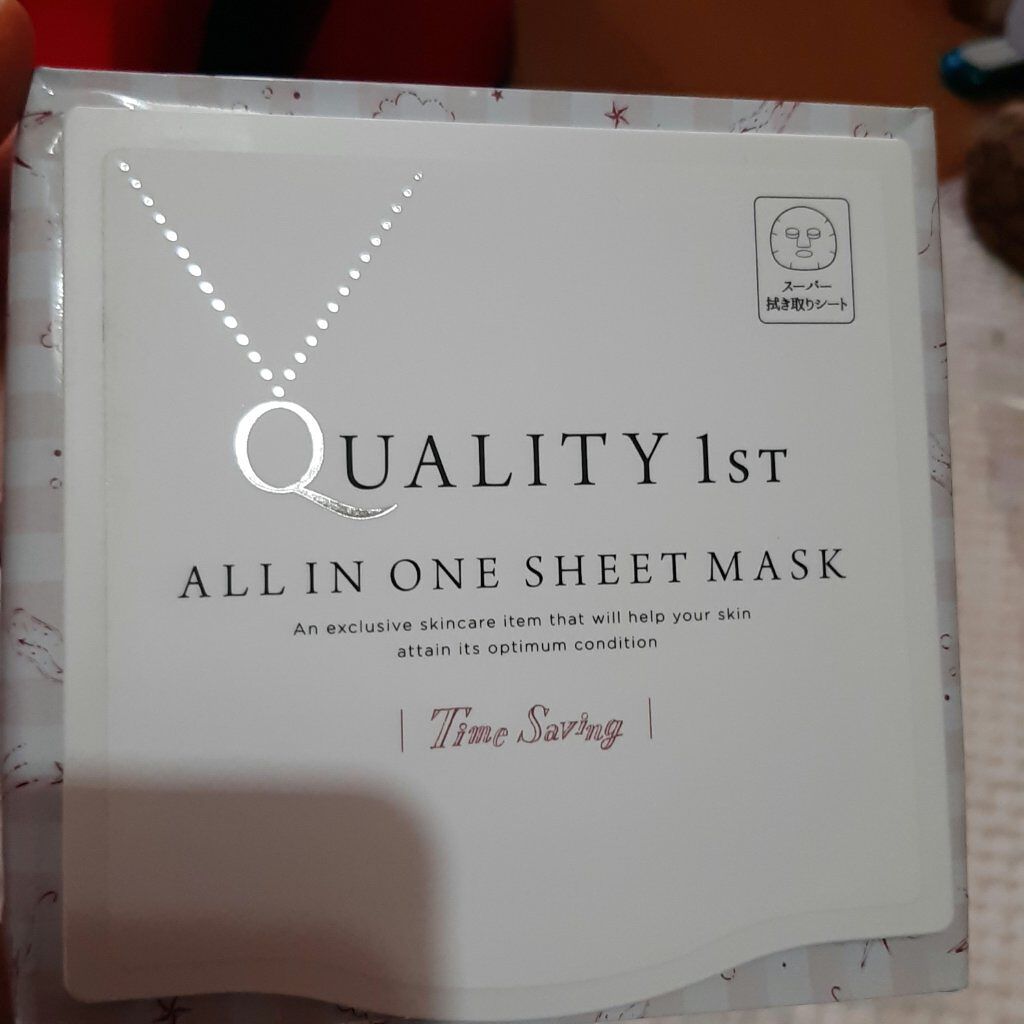 スーパー
拭き取りシート
QUALITY 1ST
ALL IN ONE SHEET MASK
An exclusive skincare item that will help your skin
attain its optimum condition
Time Saving